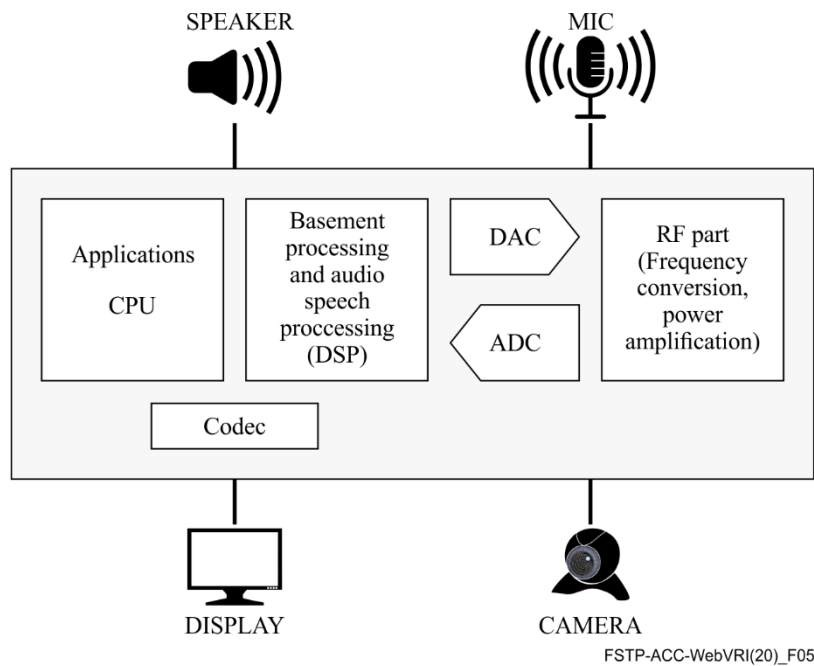 SPEAKER
MIC
Applications
CPU
Basement
processing
and audio
speech
proccessing
(DSP)
DAC
ADC
RF part
(Frequency
conversion,
power
amplification)
Codec
DISPLAY
CAMERA
FSTP-ACC-WebVRI(20)_F05